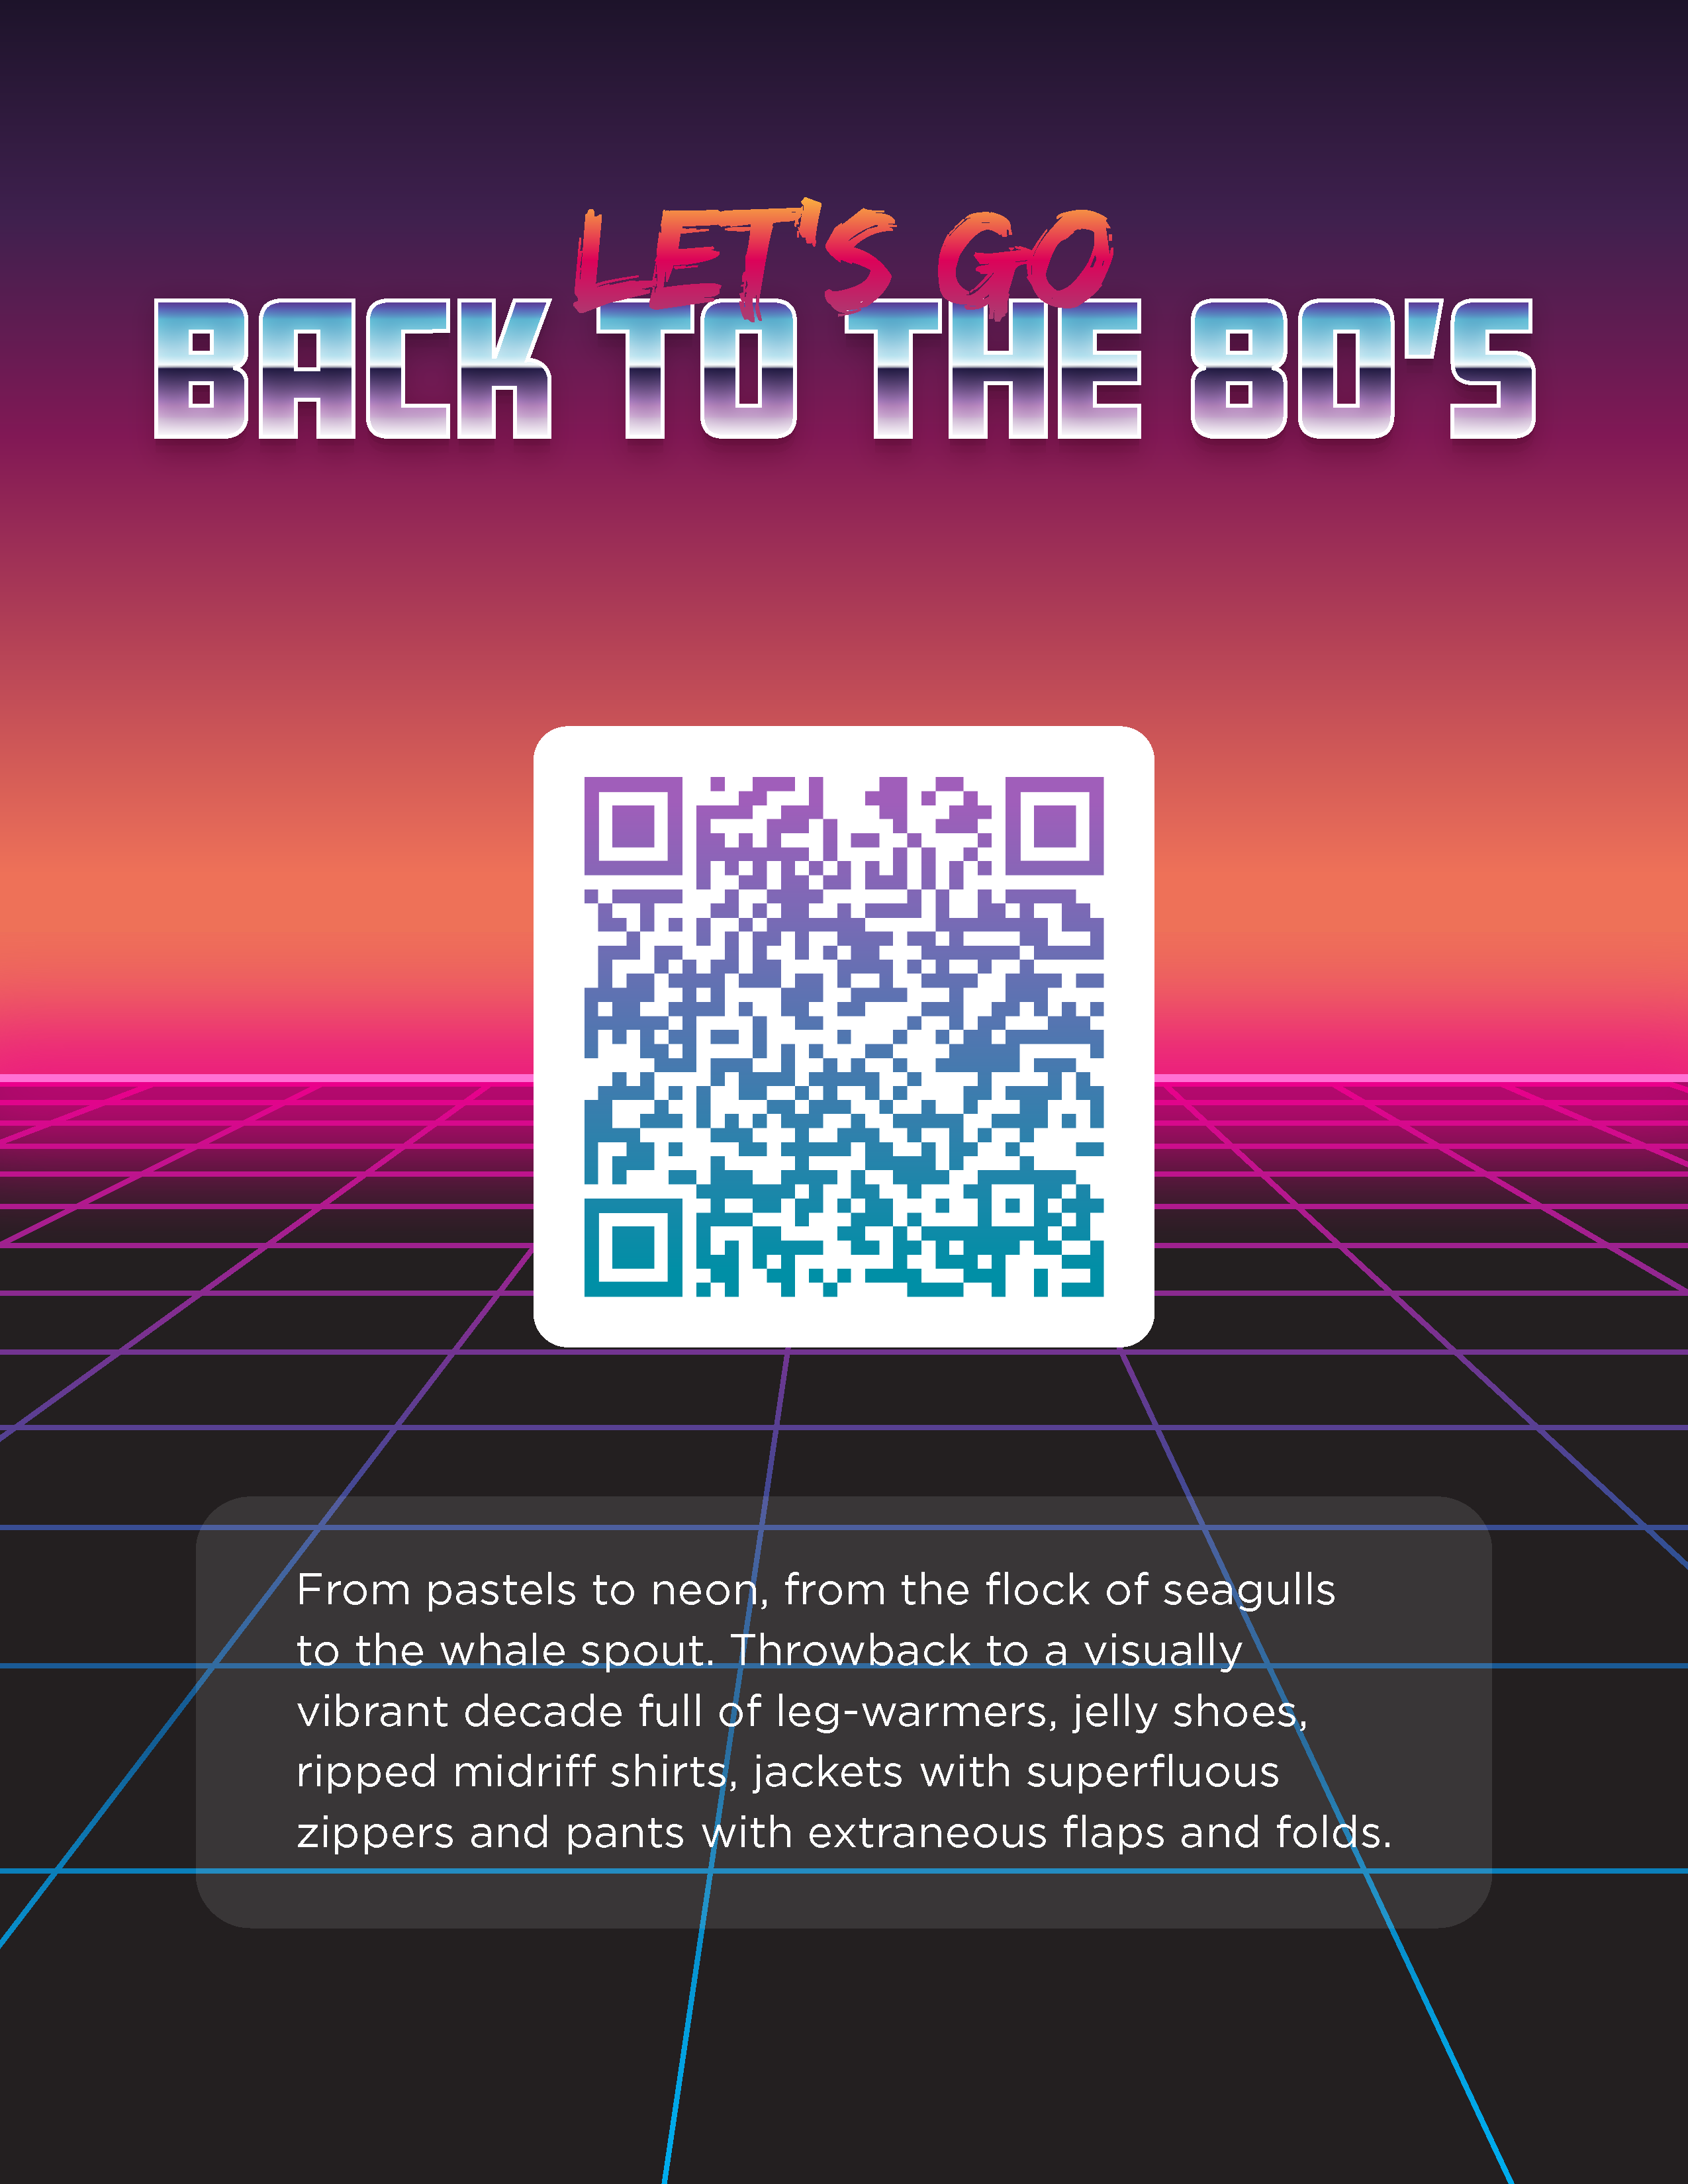 LET'S GO
BACK TO THE 80'S
From pastels to neon, from the flock of seagulls
to the whale spout. Throwback to a visually
vibrant decade full of leg-warmers, jelly shoes,
ripped midriff shirts, jackets with superfluous
zippers and pants with extraneous flaps and folds.